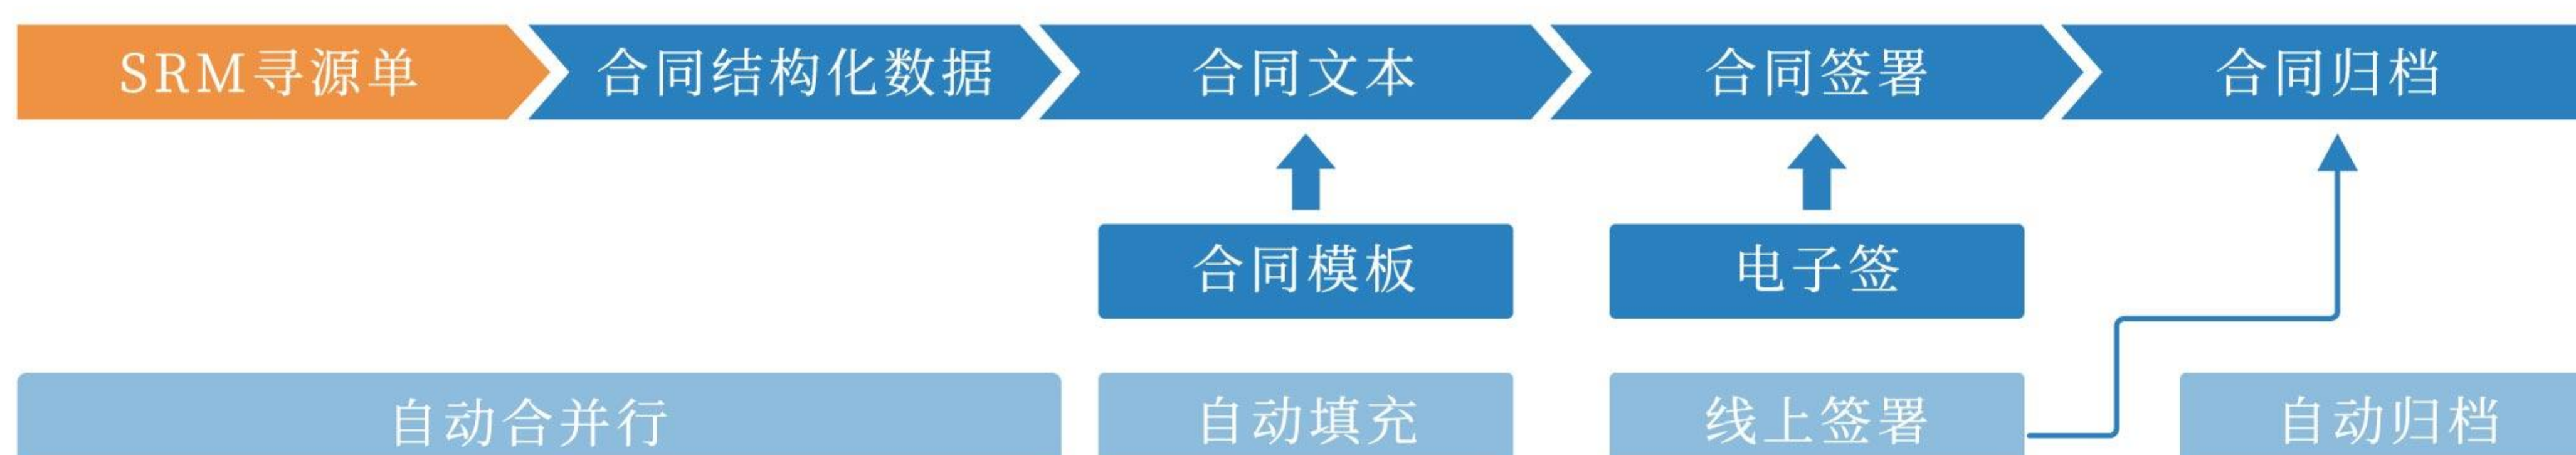 SRM寻源单 合同结构化数据 合同文本 合同签署 合同归档
合同模板 电子签
自动合并行 自动填充 线上签署 自动归档